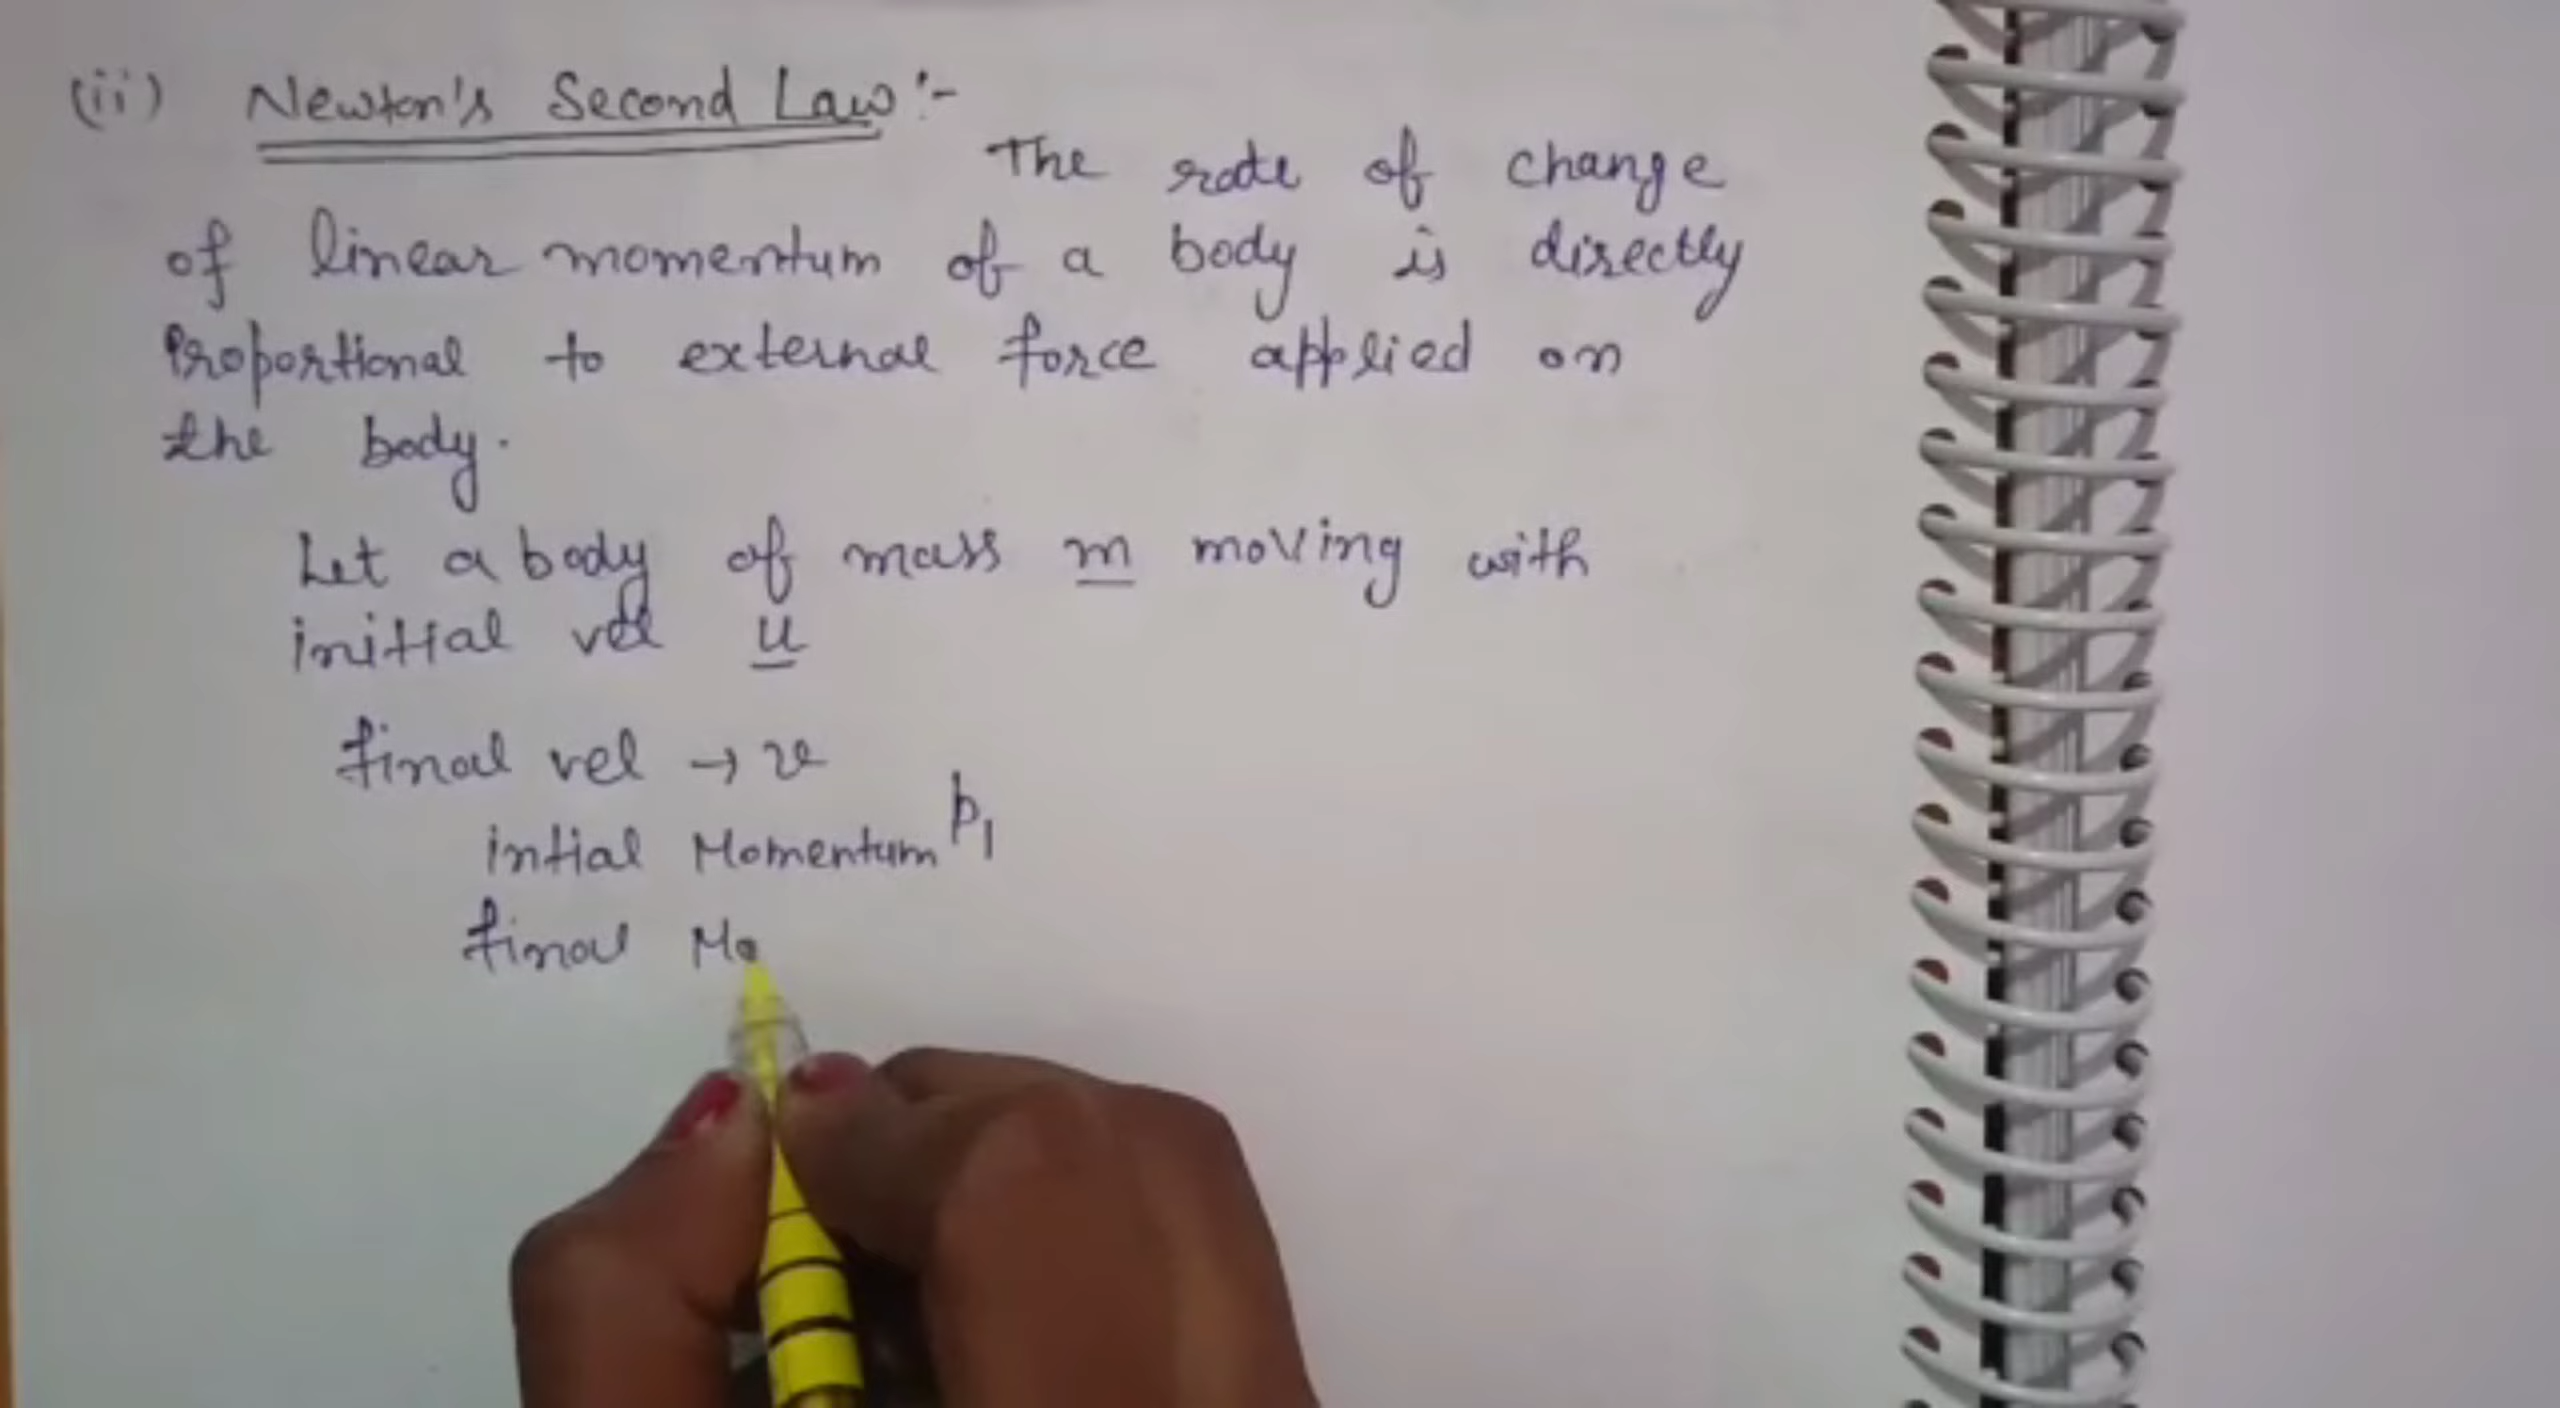 (ii) Newton's Second Law :-
The rate of change
of linear momentum of a body is directly
Proportional to external force applied on
the body.
Let a body of mass m moving with
initial vel u
final vel → v
intial Momentum p1
final Mo